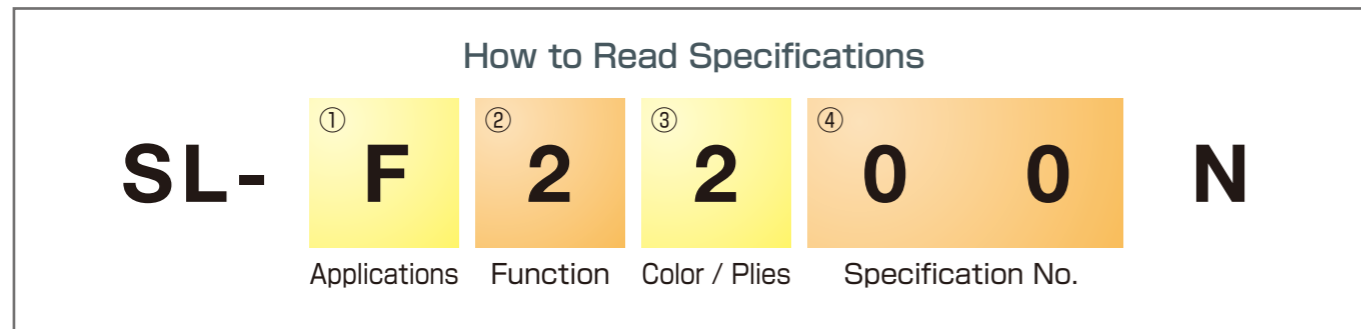 How to Read Specifications
① ② ③ ④
SL- F 2 2 0 0 N
Applications Function Color / Plies Specification No.